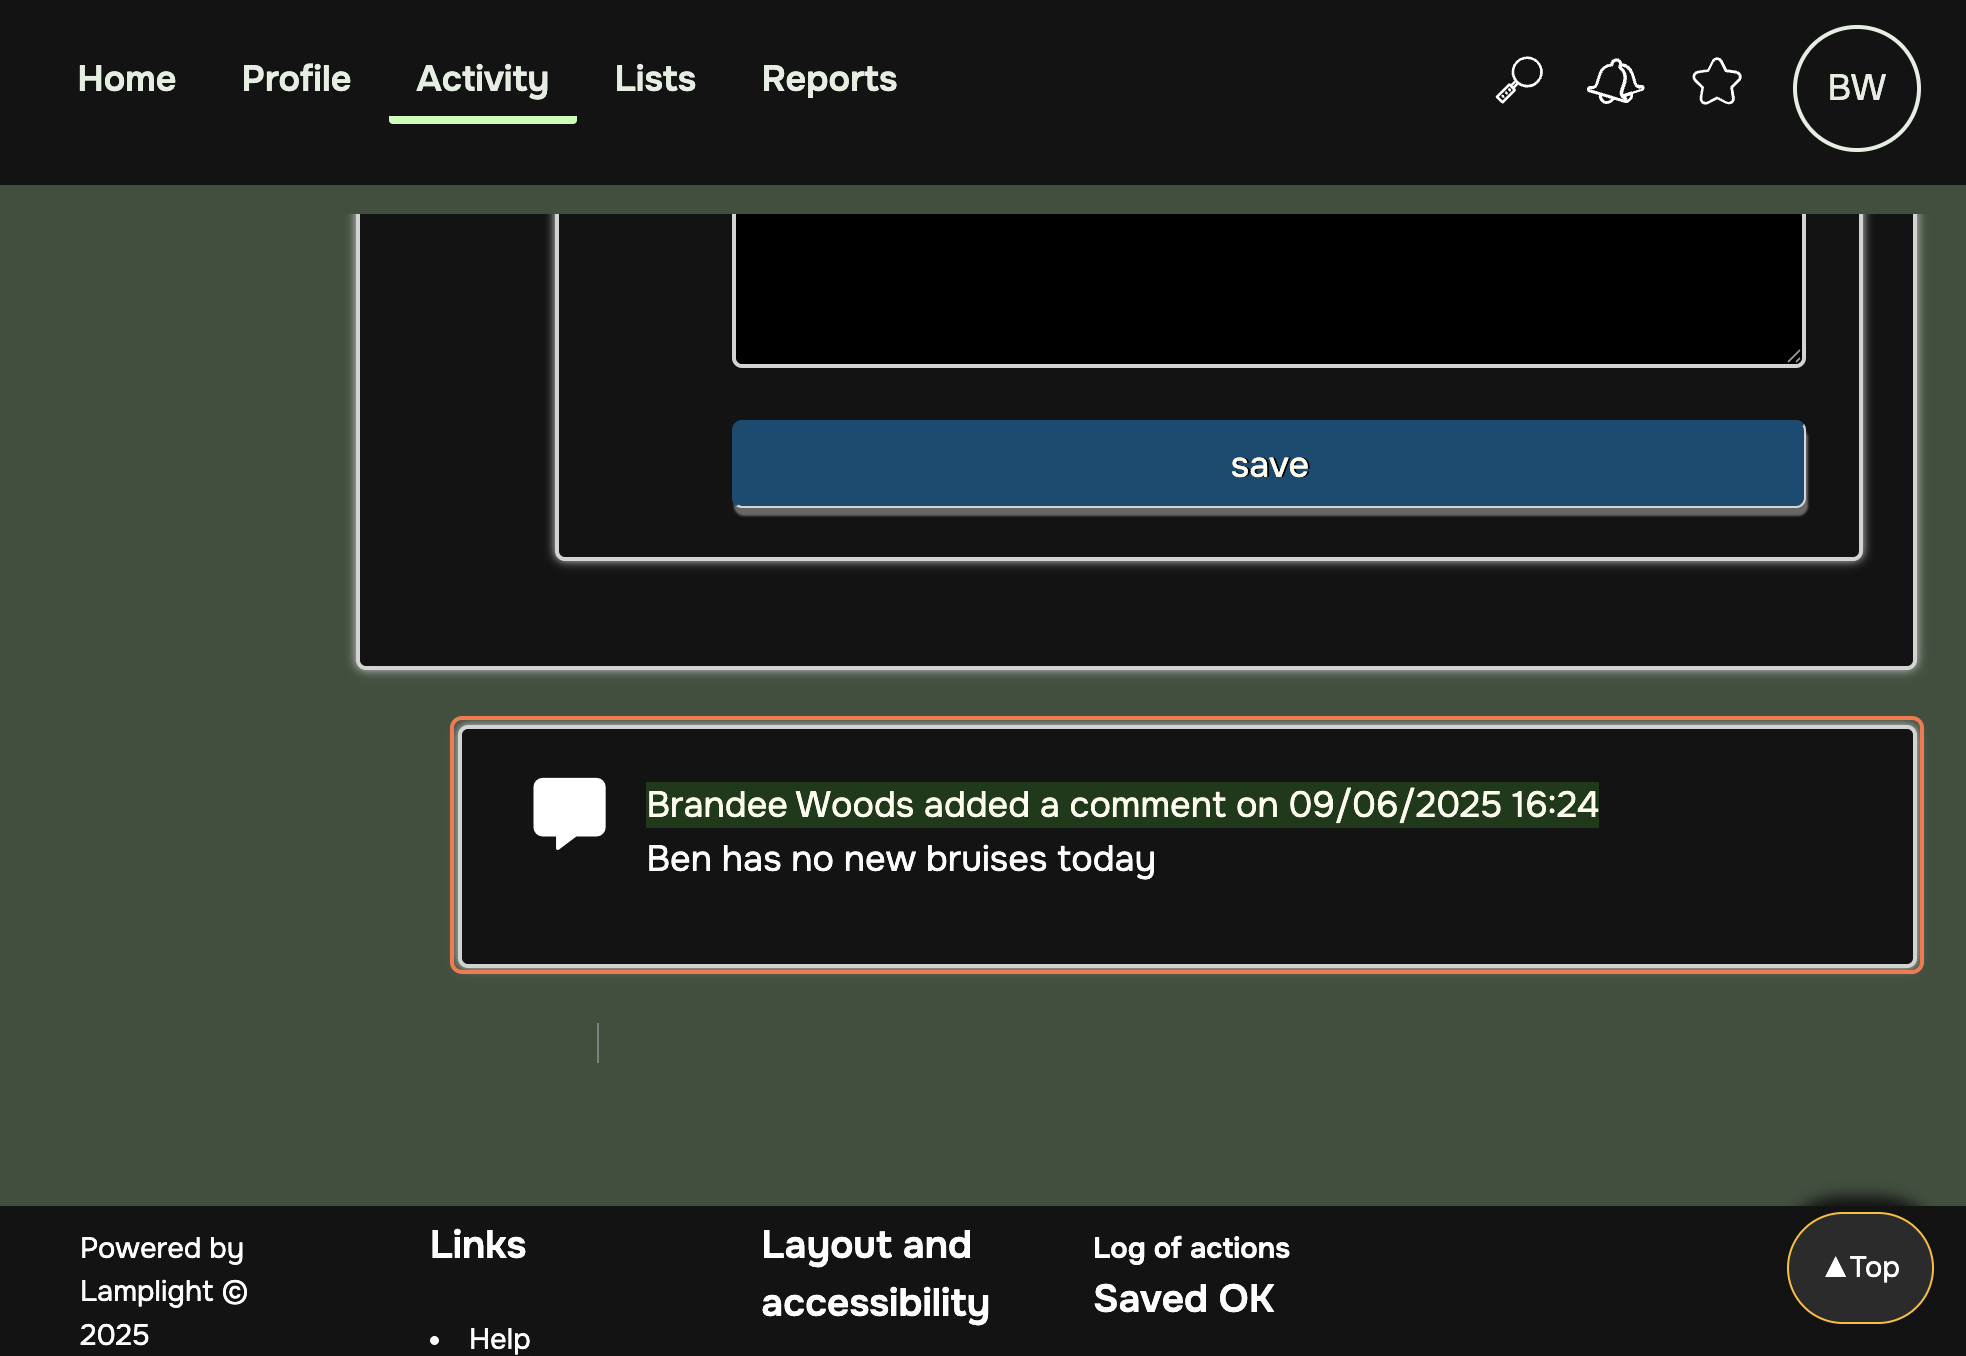 Home Profile Activity Lists Reports BW
save
Brandee Woods added a comment on 09/06/2025 16:24
Ben has no new bruises today
Powered by
Lamplight ©
2025
Links
• Help
Layout and
accessibility
Log of actions
Saved OK
▲Top